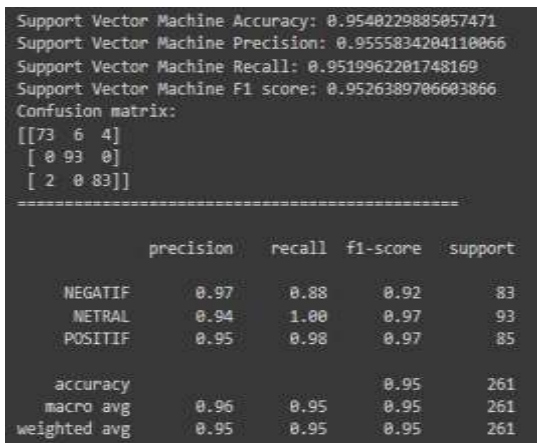 Support Vector Machine Accuracy: 0.9540229885057471
Support Vector Machine Precision: 0.9555834204110066
Support Vector Machine Recall: 0.9519962201748169
Support Vector Machine F1 score: 0.9526389706603866
Confusion matrix:
[[73 6 4]
[ 0 93 0]
[ 2 0 83]]
================================================
precision recall f1-score support
NEGATIF 0.97 0.88 0.92 83
NETRAL 0.94 1.00 0.97 93
POSITIF 0.95 0.98 0.97 85
accuracy 0.95 261
macro avg 0.96 0.95 0.95 261
weighted avg 0.95 0.95 0.95 261